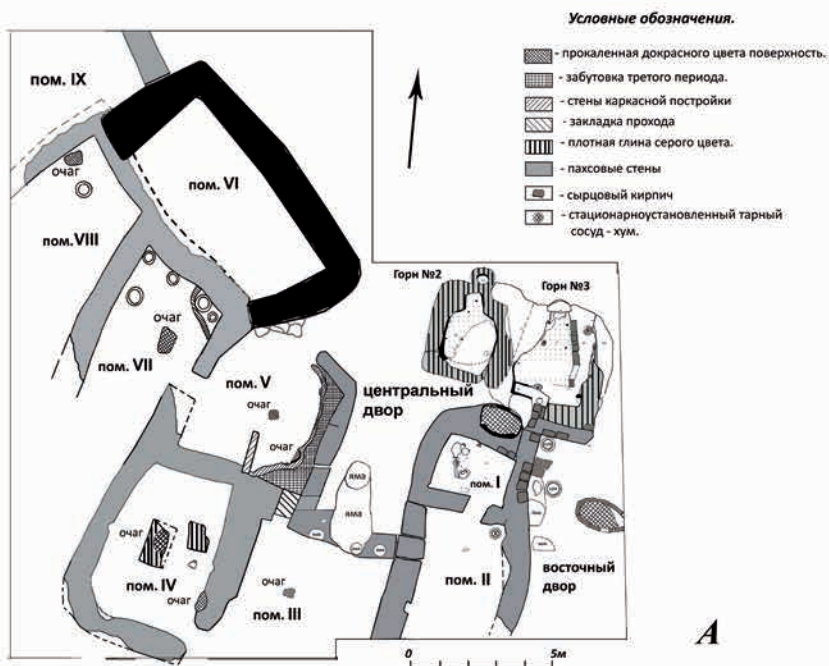 Условные обозначения.
- прокаленная докрасного цвета поверхность.
- забутовка третьего периода.
- стены каркасной постройки
- закладка прохода
- плотная глина серого цвета.
- пахсовые стены
- сырцовый кирпич
- стационарноустановленный тарный
сосуд - хум.
пом. IX
очаг
пом. VI
пом. VIII
Горн №2
Горн №3
очаг
пом. VII
пом. V
центральный
двор
очаг
очаг
яма
пом. I
яма
очаг
пом. IV
очаг
пом. III
очаг
пом. II
восточный
двор
А
0
5м